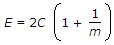 E = 2C (1 + 1/m)